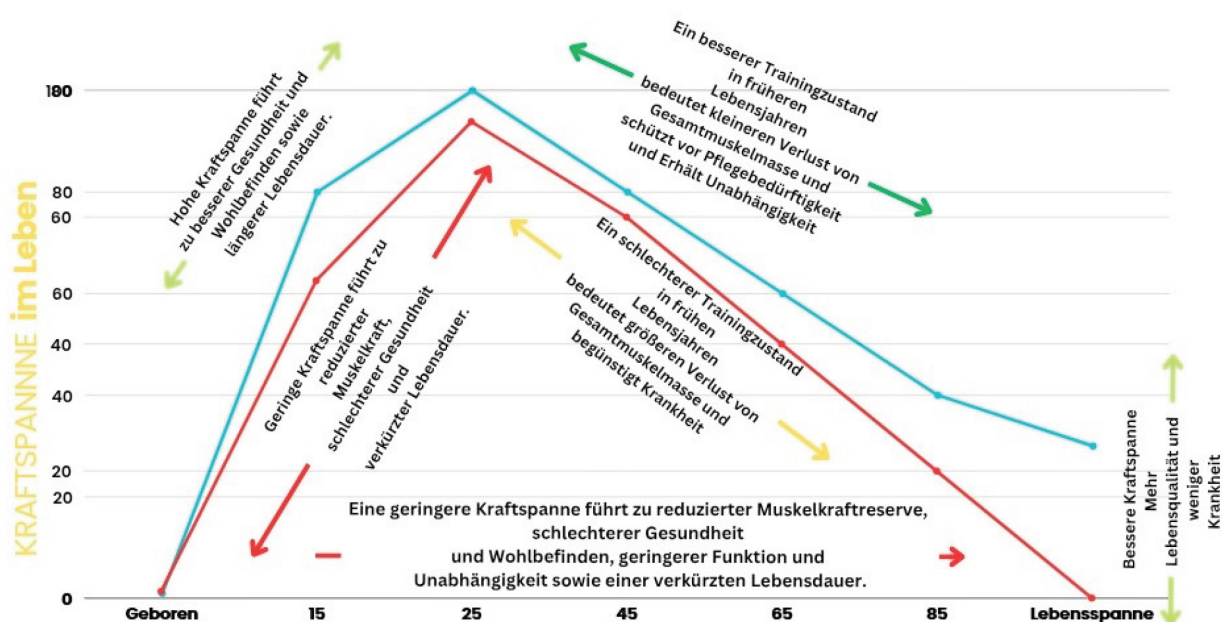 KRAFTSPANNNE im Leben
Hohe Kraftspanne führt
zu besserer Gesundheit und
Wohlbefinden sowie
längerer Lebensdauer.
Ein besserer Trainingzustand
in früheren
Lebensjahren
bedeutet kleineren Verlust von
Gesamtmuskelmasse und
schützt vor Pflegebedürftigkeit
und Erhält Unabhängigkeit
Geringe Kraftspanne führt zu
reduzierter
Muskelkraft,
schlechterer Gesundheit
und
verkürzter Lebensdauer.
Ein schlechterer Trainingzustand
in frühen
Lebensjahren
bedeutet größeren Verlust von
Gesamtmuskelmasse und
begünstigt Krankheit
Eine geringere Kraftspanne führt zu reduzierter Muskelkraftreserve,
schlechterer Gesundheit
und Wohlbefinden, geringerer Funktion und
Unabhängigkeit sowie einer verkürzten Lebensdauer.
Bessere Kraftspanne
Mehr
Lebensqualität und
weniger
Krankheit
80
60
60
40
40
20
20
0
Geboren 15 25 45 65 85 Lebensspanne